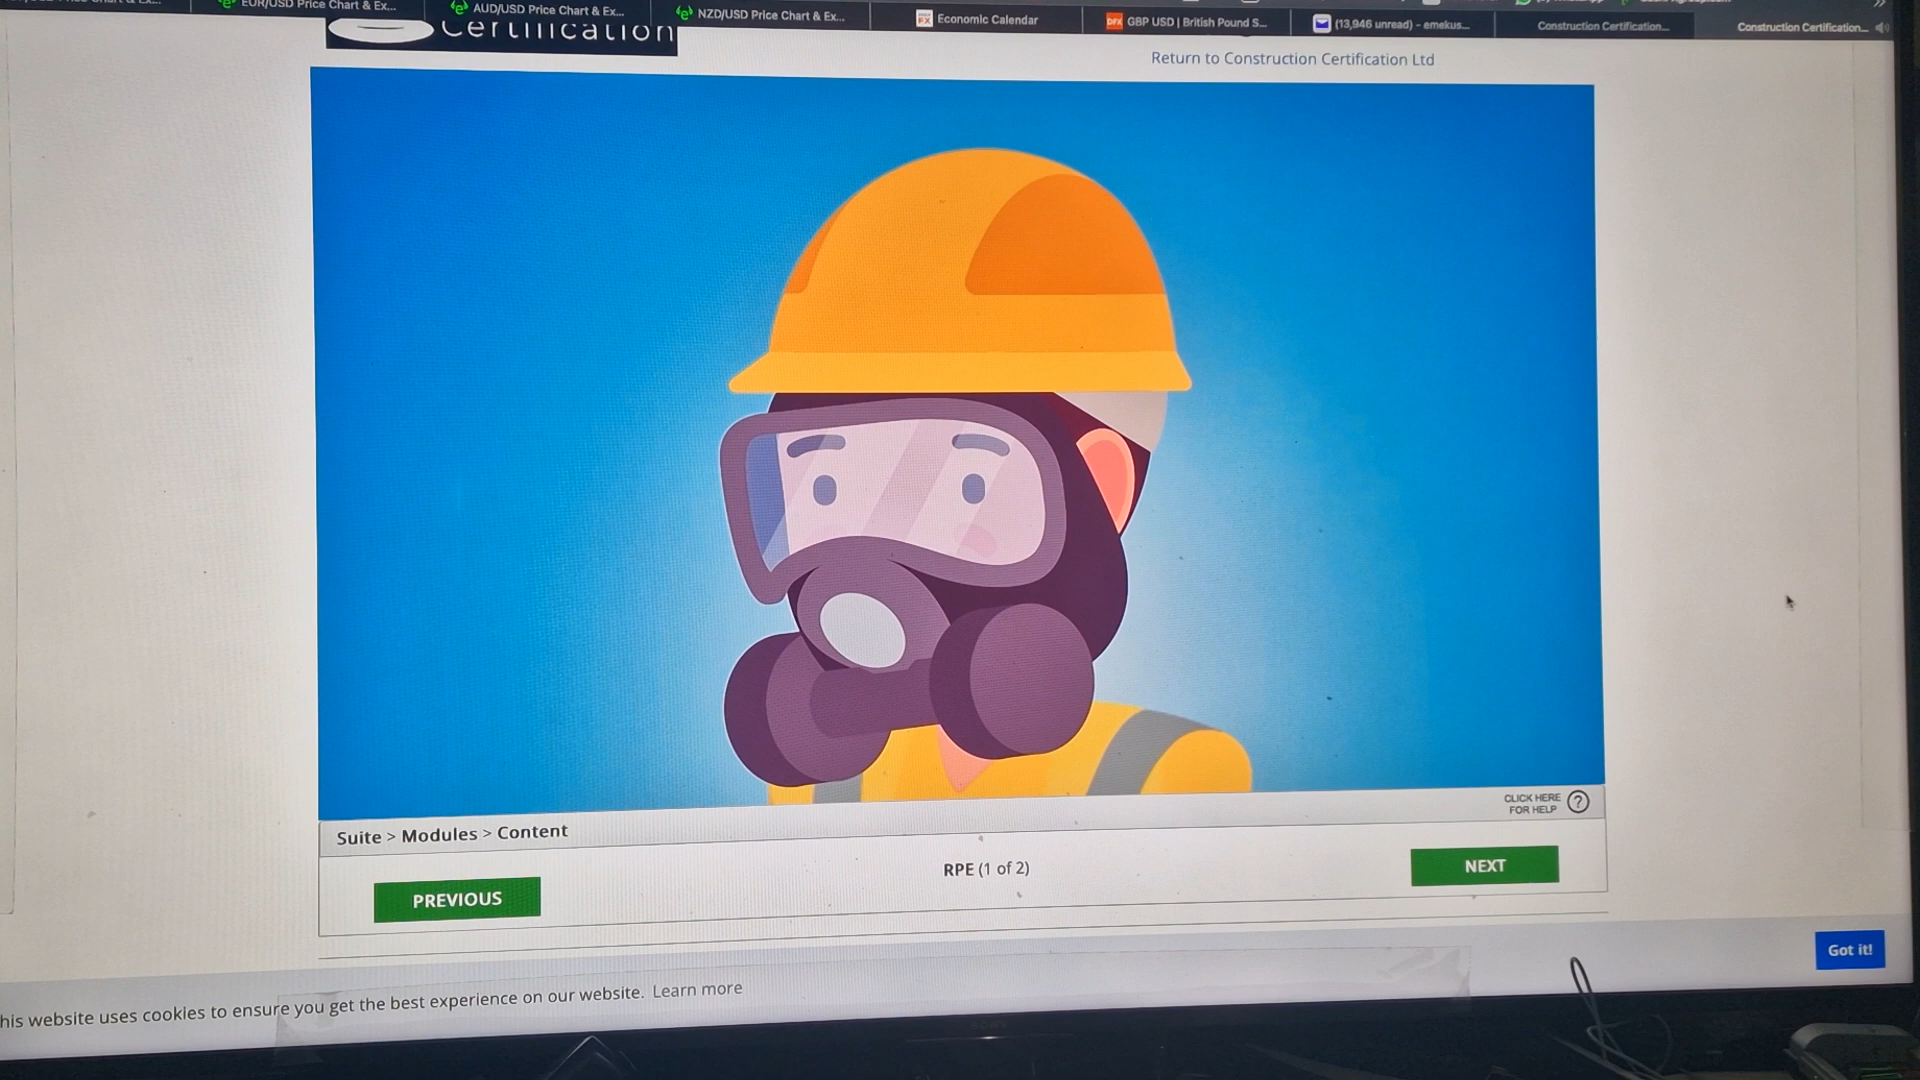 EUR/USD Price Chart & Ex...
AUD/USD Price Chart & Ex...
NZD/USD Price Chart & Ex...
Economic Calendar
GBP USD | British Pound S...
(13,946 unread) - emekus...
Construction Certification...
Construction Certification...
Certification
Return to Construction Certification Ltd
CLICK HERE
FOR HELP
?
Suite > Modules > Content
RPE (1 of 2)
NEXT
PREVIOUS
Got it!
his website uses cookies to ensure you get the best experience on our website. Learn more
SONY